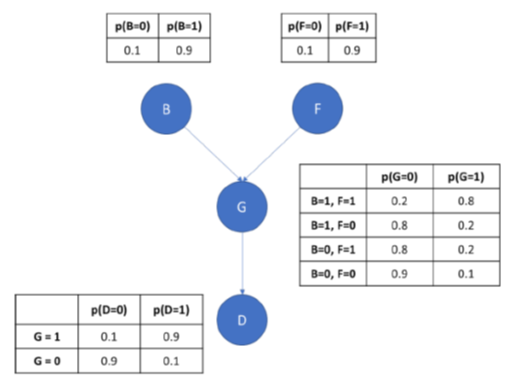 p(B=0) p(B=1)
0.1 0.9
p(F=0) p(F=1)
0.1 0.9
B
F
G
p(G=0) p(G=1)
B=1, F=1 0.2 0.8
B=1, F=0 0.8 0.2
B=0, F=1 0.8 0.2
B=0, F=0 0.9 0.1
p(D=0) p(D=1)
G = 1 0.1 0.9
G = 0 0.9 0.1
D